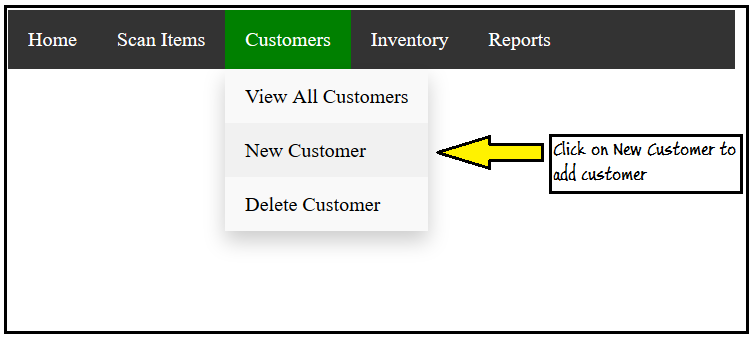 Home Scan Items Customers Inventory Reports
View All Customers
New Customer
Delete Customer
Click on New Customer to
add customer